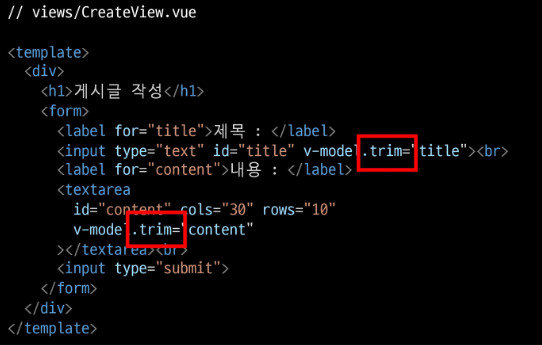 // views/CreateView.vue
<template>
<div>
<h1>게시글 작성</h1>
<form>
<label for="title">제목 : </label>
<input type="text" id="title" v-model.trim="title"><br>
<label for="content">내용 : </label>
<textarea
id="content" cols="30" rows="10"
v-model.trim="content"
></textarea><br>
<input type="submit">
</form>
</div>
</template>